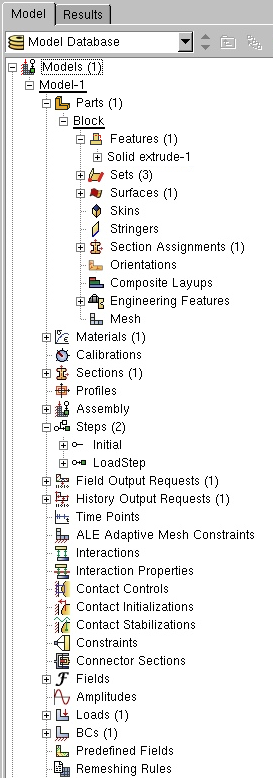 Model Results
Model Database
Models (1)
Model-1
Parts (1)
Block
Features (1)
Solid extrude-1
Sets (3)
Surfaces (1)
Skins
Stringers
Section Assignments (1)
Orientations
Composite Layups
Engineering Features
Mesh
Materials (1)
Calibrations
Sections (1)
Profiles
Assembly
Steps (2)
Initial
LoadStep
Field Output Requests (1)
History Output Requests (1)
Time Points
ALE Adaptive Mesh Constraints
Interactions
Interaction Properties
Contact Controls
Contact Initializations
Contact Stabilizations
Constraints
Connector Sections
Fields
Amplitudes
Loads (1)
BCs (1)
Predefined Fields
Remeshing Rules